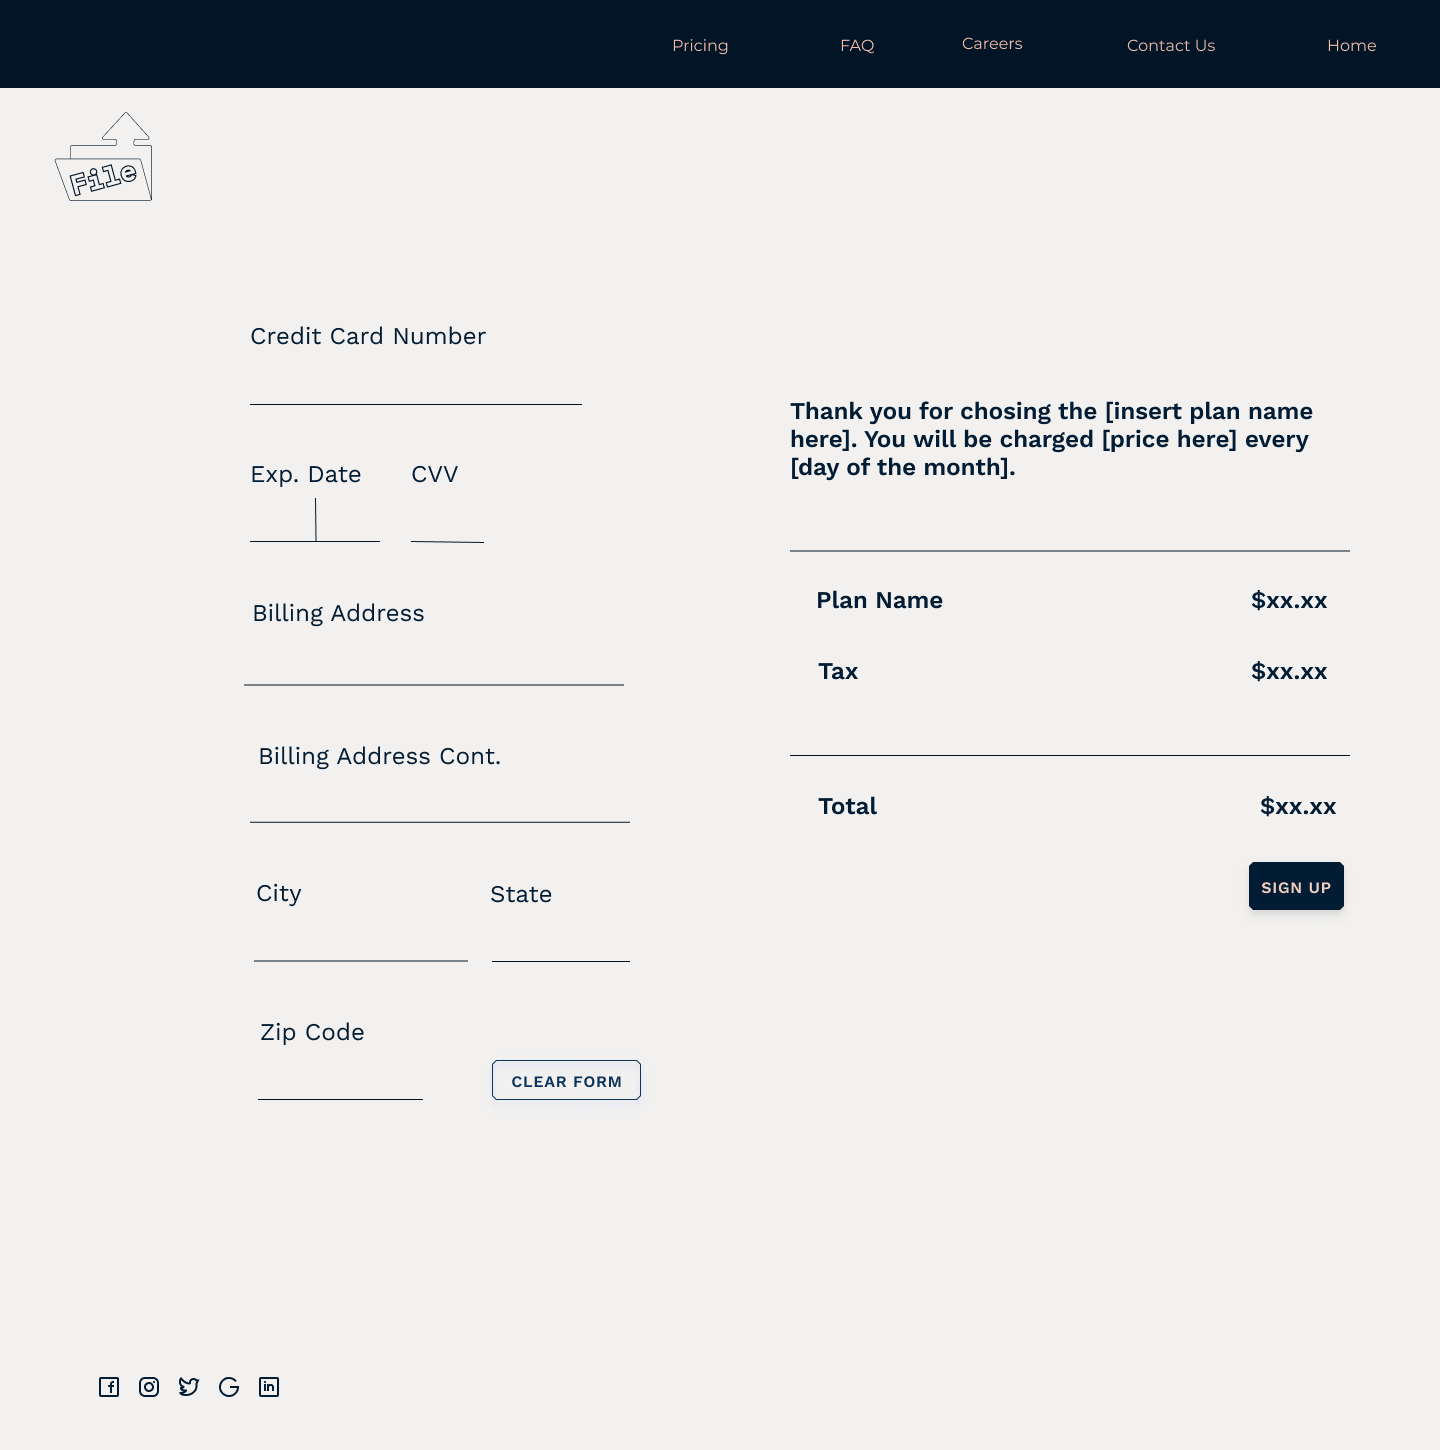 Pricing FAQ Careers Contact Us Home
File
Credit Card Number
Exp. Date CVV
Billing Address
Billing Address Cont.
City State
Zip Code
CLEAR FORM
Thank you for chosing the [insert plan name
here]. You will be charged [price here] every
[day of the month].
Plan Name $xx.xx
Tax $xx.xx
Total $xx.xx
SIGN UP